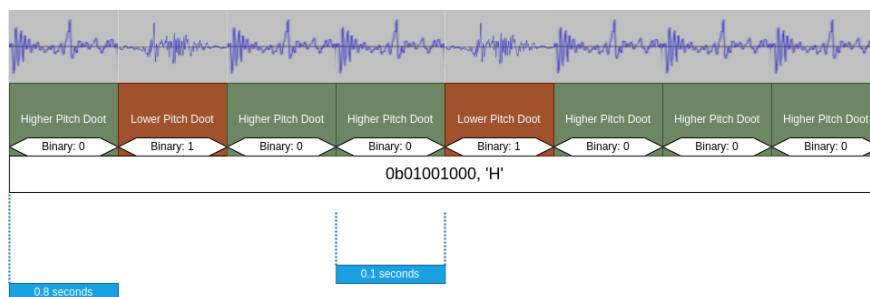 Higher Pitch Doot Lower Pitch Doot Higher Pitch Doot Higher Pitch Doot Lower Pitch Doot Higher Pitch Doot Higher Pitch Doot Higher Pitch Doot
Binary: 0 Binary: 1 Binary: 0 Binary: 0 Binary: 1 Binary: 0 Binary: 0 Binary: 0
0b01001000, 'H'
0.1 seconds
0.8 seconds